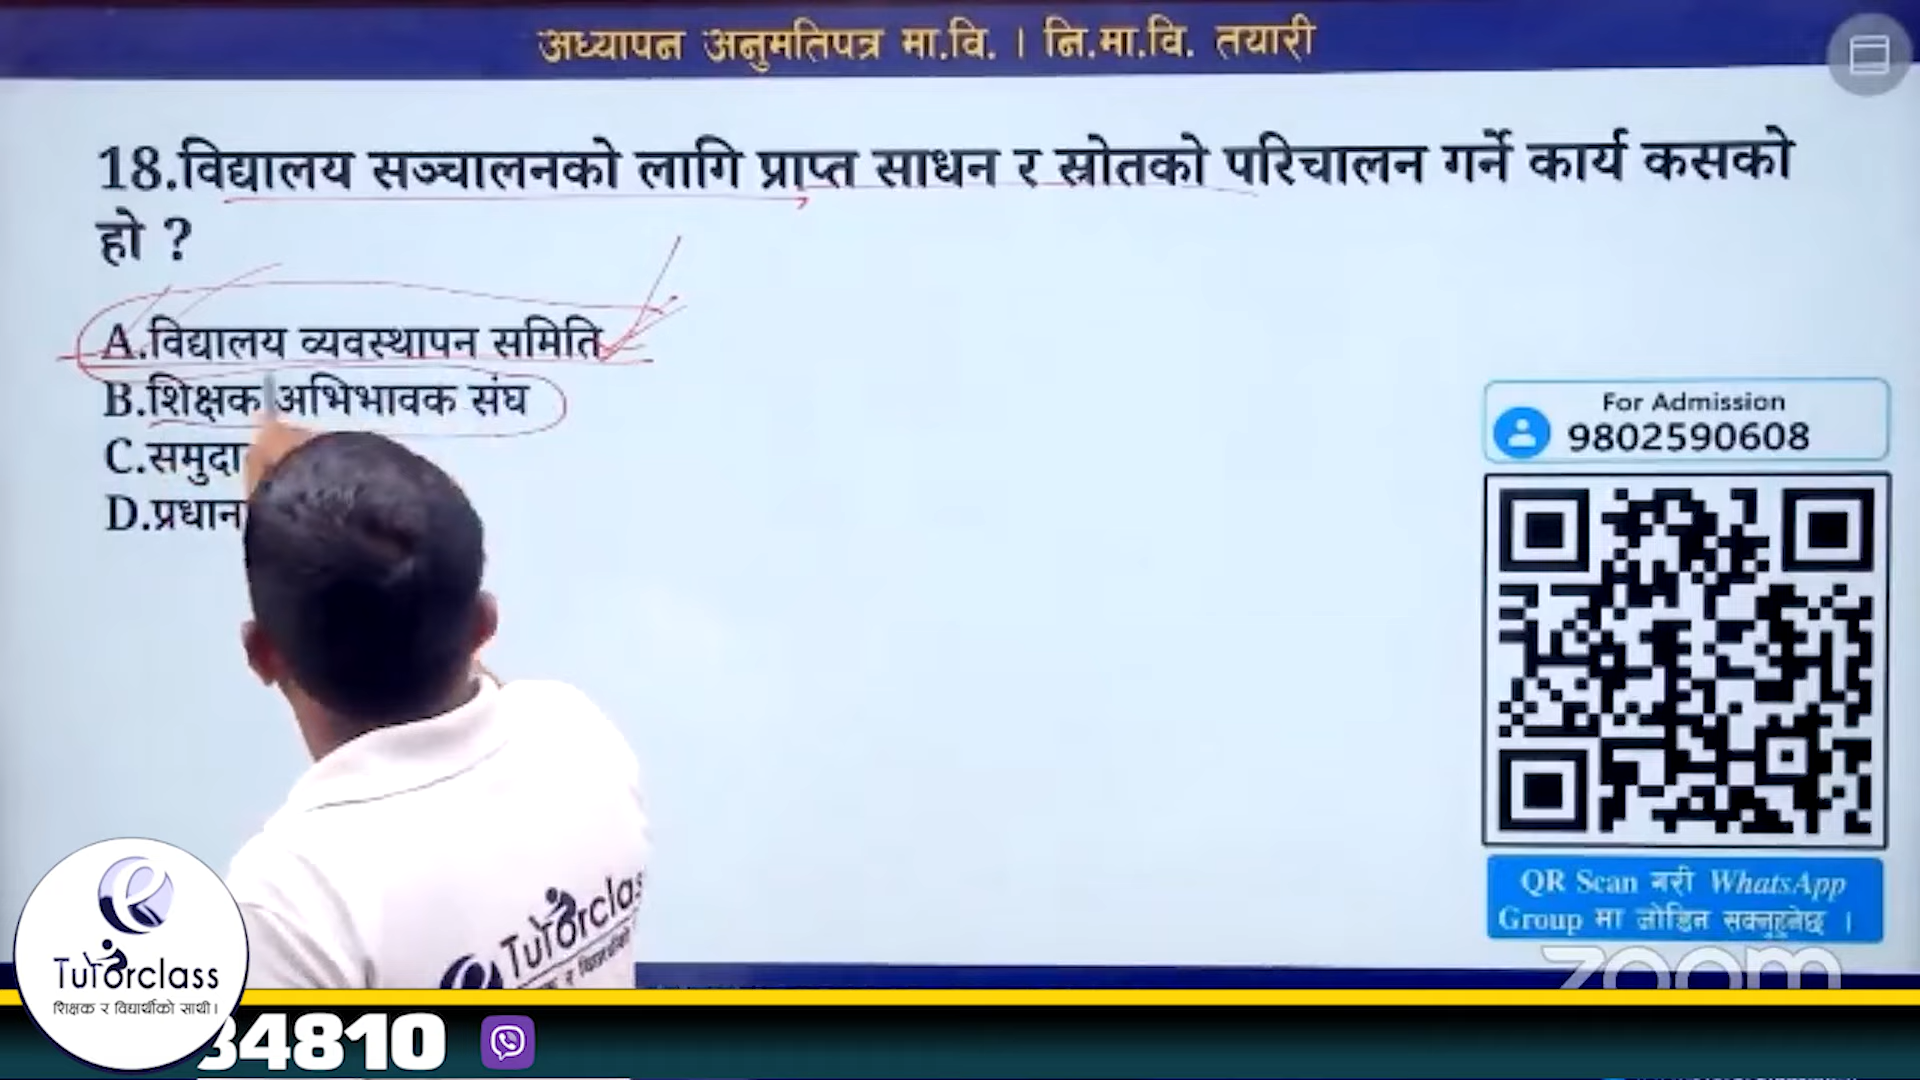 अध्यापन अनुमतिपत्र मा.वि. । नि.मा.वि. तयारी
18.विद्यालय सञ्चालनको लागि प्राप्त साधन र स्रोतको परिचालन गर्ने कार्य कसको
हो ?
A.विद्यालय व्यवस्थापन समिति
B.शिक्षक अभिभावक संघ
C.समुदा
D.प्रधान
For Admission
9802590608
QR Scan गरी WhatsApp
Group मा जोडिन सक्नुहुनेछ ।
zoom
Tutorclass
Tutorclass
शिक्षक र विद्यार्थीको साथी।
34810